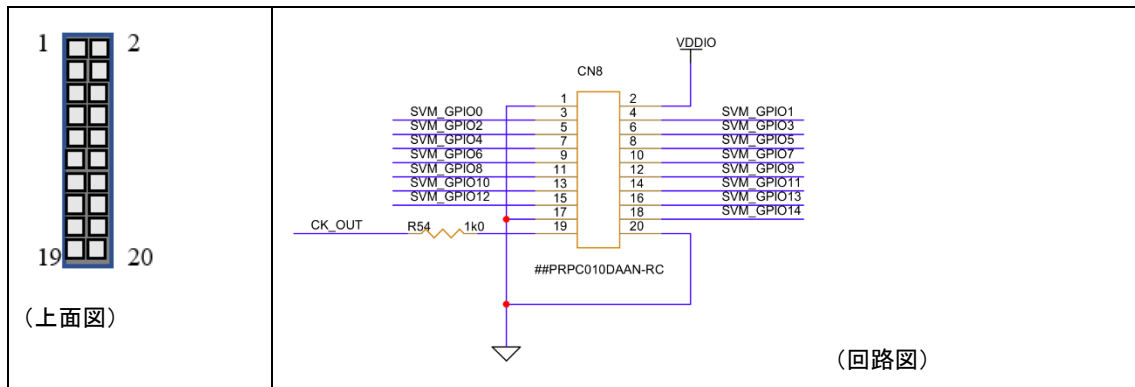 1 2
19 20
（上面図）
VDDIO
CN8
1 2
SVM_GPIO0 3 4 SVM_GPIO1
SVM_GPIO2 5 6 SVM_GPIO3
SVM_GPIO4 7 8 SVM_GPIO5
SVM_GPIO6 9 10 SVM_GPIO7
SVM_GPIO8 11 12 SVM_GPIO9
SVM_GPIO10 13 14 SVM_GPIO11
SVM_GPIO12 15 16 SVM_GPIO13
17 18 SVM_GPIO14
CK_OUT R54 1k0 19 20
##PRPC010DAAN-RC
（回路図）